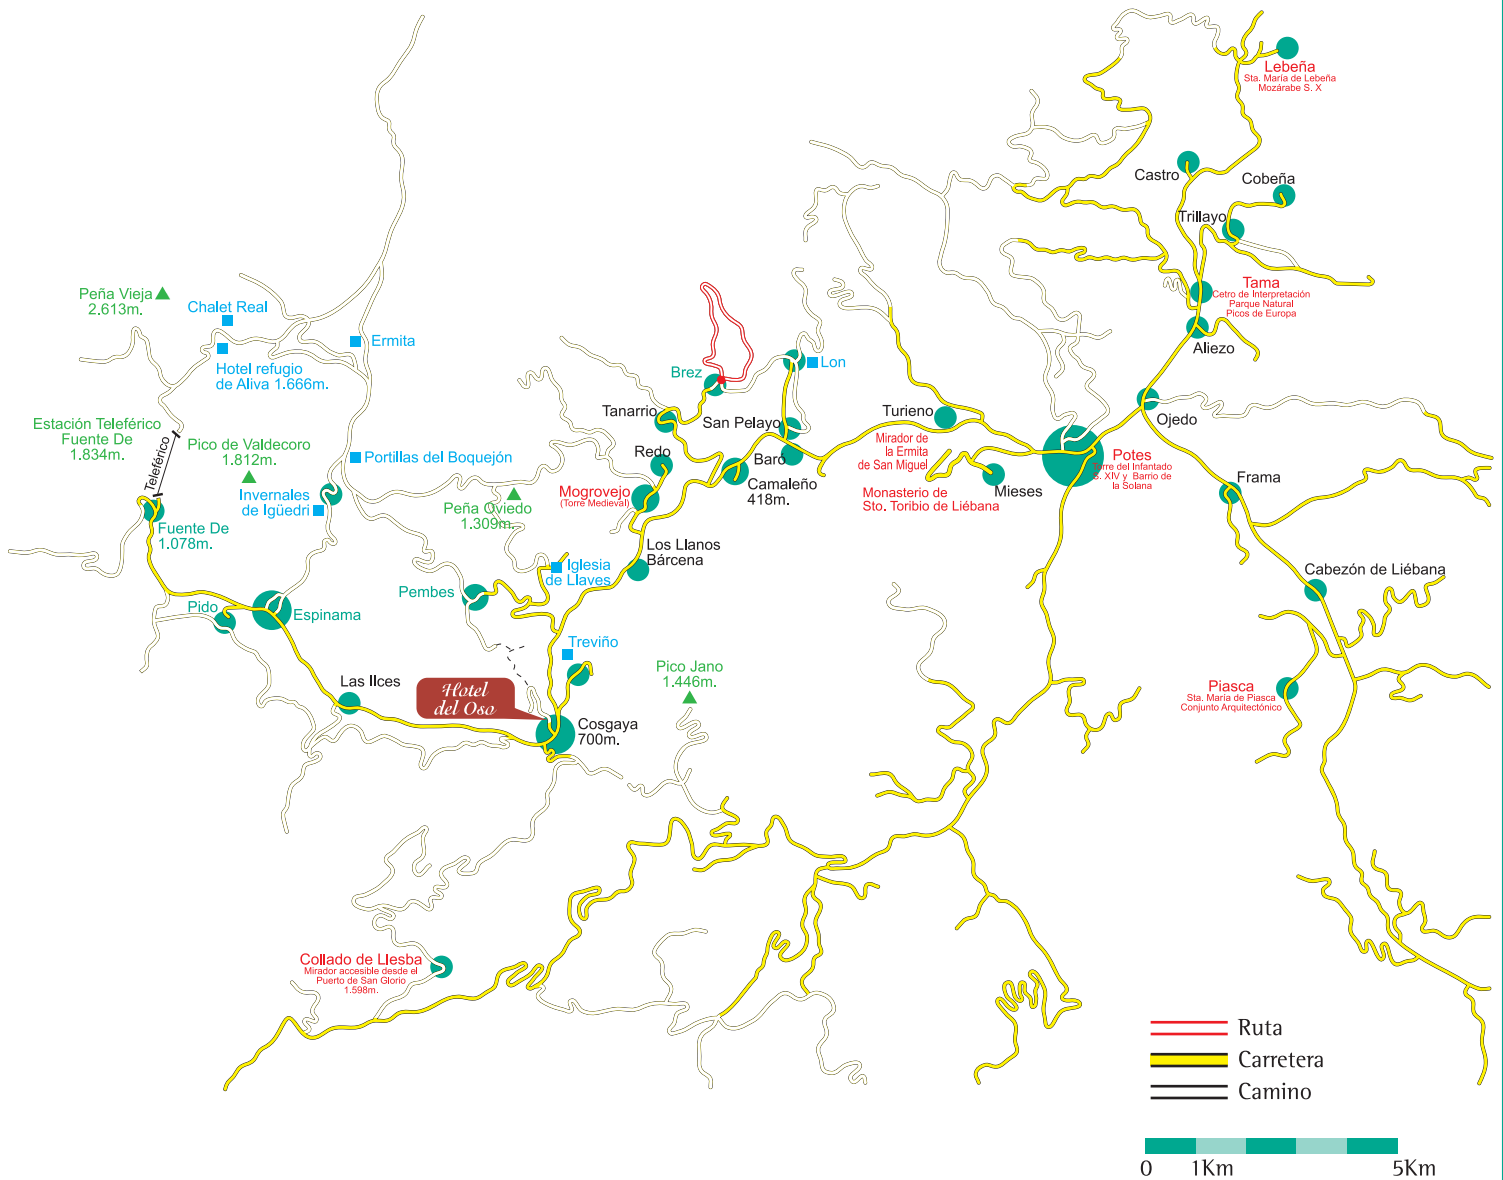 Lebeña
Sta. María de Lebeña
Mozárabe S. X
Castro
Cobeña
Trillayo
Tama
Cetro de Interpretación
Parque Natural
Picos de Europa
Aliezo
Peña Vieja
2.613m.
Chalet Real
Ermita
Hotel refugio
de Aliva 1.666m.
Brez
Lon
Tanarrio
San Pelayo
Turieno
Ojedo
Estación Teleférico
Fuente De
1.834m.
Teleférico
Pico de Valdecoro
1.812m.
Portillas del Boquejón
Redo
Baró
Camaleño
418m.
Mirador de
la Ermita
de San Miguel
Potes
Torre del Infantado
S. XIV y Barrio de
la Solana
Frama
Invernales
de Igüedri
Mogrovejo
(Torre Medieval)
Peña Oviedo
1.309m.
Monasterio de
Sto. Toribio de Liébana
Mieses
Fuente De
1.078m.
Los Llanos
Bárcena
Iglesia
de Llaves
Cabezón de Liébana
Pembes
Pido
Espinama
Treviño
Pico Jano
1.446m.
Las Ilces
Hotel
del Oso
Cosgaya
700m.
Piasca
Sta. María de Piasca
Conjunto Arquitectónico
Collado de Llesba
Mirador accesible desde el
Puerto de San Glorio
1.598m.
Ruta
Carretera
Camino
0 1Km 5Km